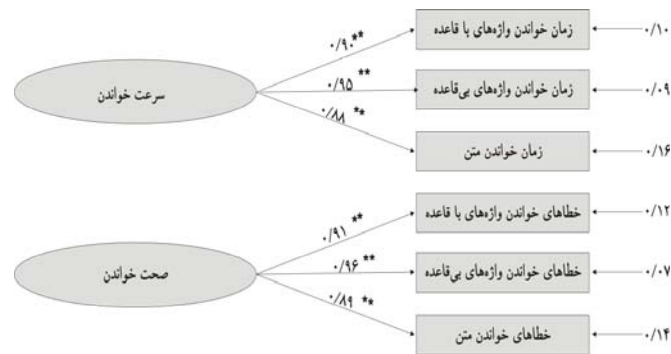 زمان خواندن واژه‌های با قاعده
۰/۱۰
۰/۹۰**
سرعت خواندن
زمان خواندن واژه‌های بی‌قاعده
۰/۰۹
۰/۹۵ **
زمان خواندن متن
۰/۱۶
۰/۸۸ **
خطاهای خواندن واژه‌های با قاعده
۰/۱۲
۰/۹۱ **
صحت خواندن
خطاهای خواندن واژه‌های بی‌قاعده
۰/۰۷
۰/۹۶ **
خطاهای خواندن متن
۰/۱۴
۰/۸۹ **